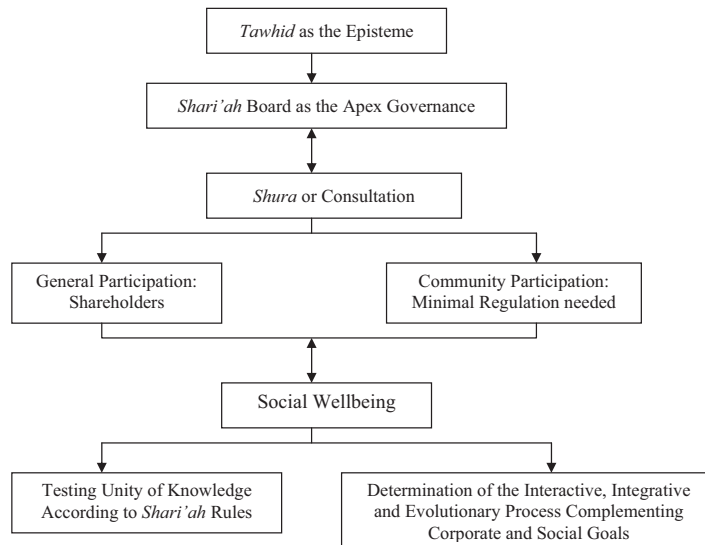 Tawhid as the Episteme
Shari’ah Board as the Apex Governance
Shura or Consultation
General Participation:
Shareholders
Community Participation:
Minimal Regulation needed
Social Wellbeing
Testing Unity of Knowledge
According to Shari’ah Rules
Determination of the Interactive, Integrative
and Evolutionary Process Complementing
Corporate and Social Goals